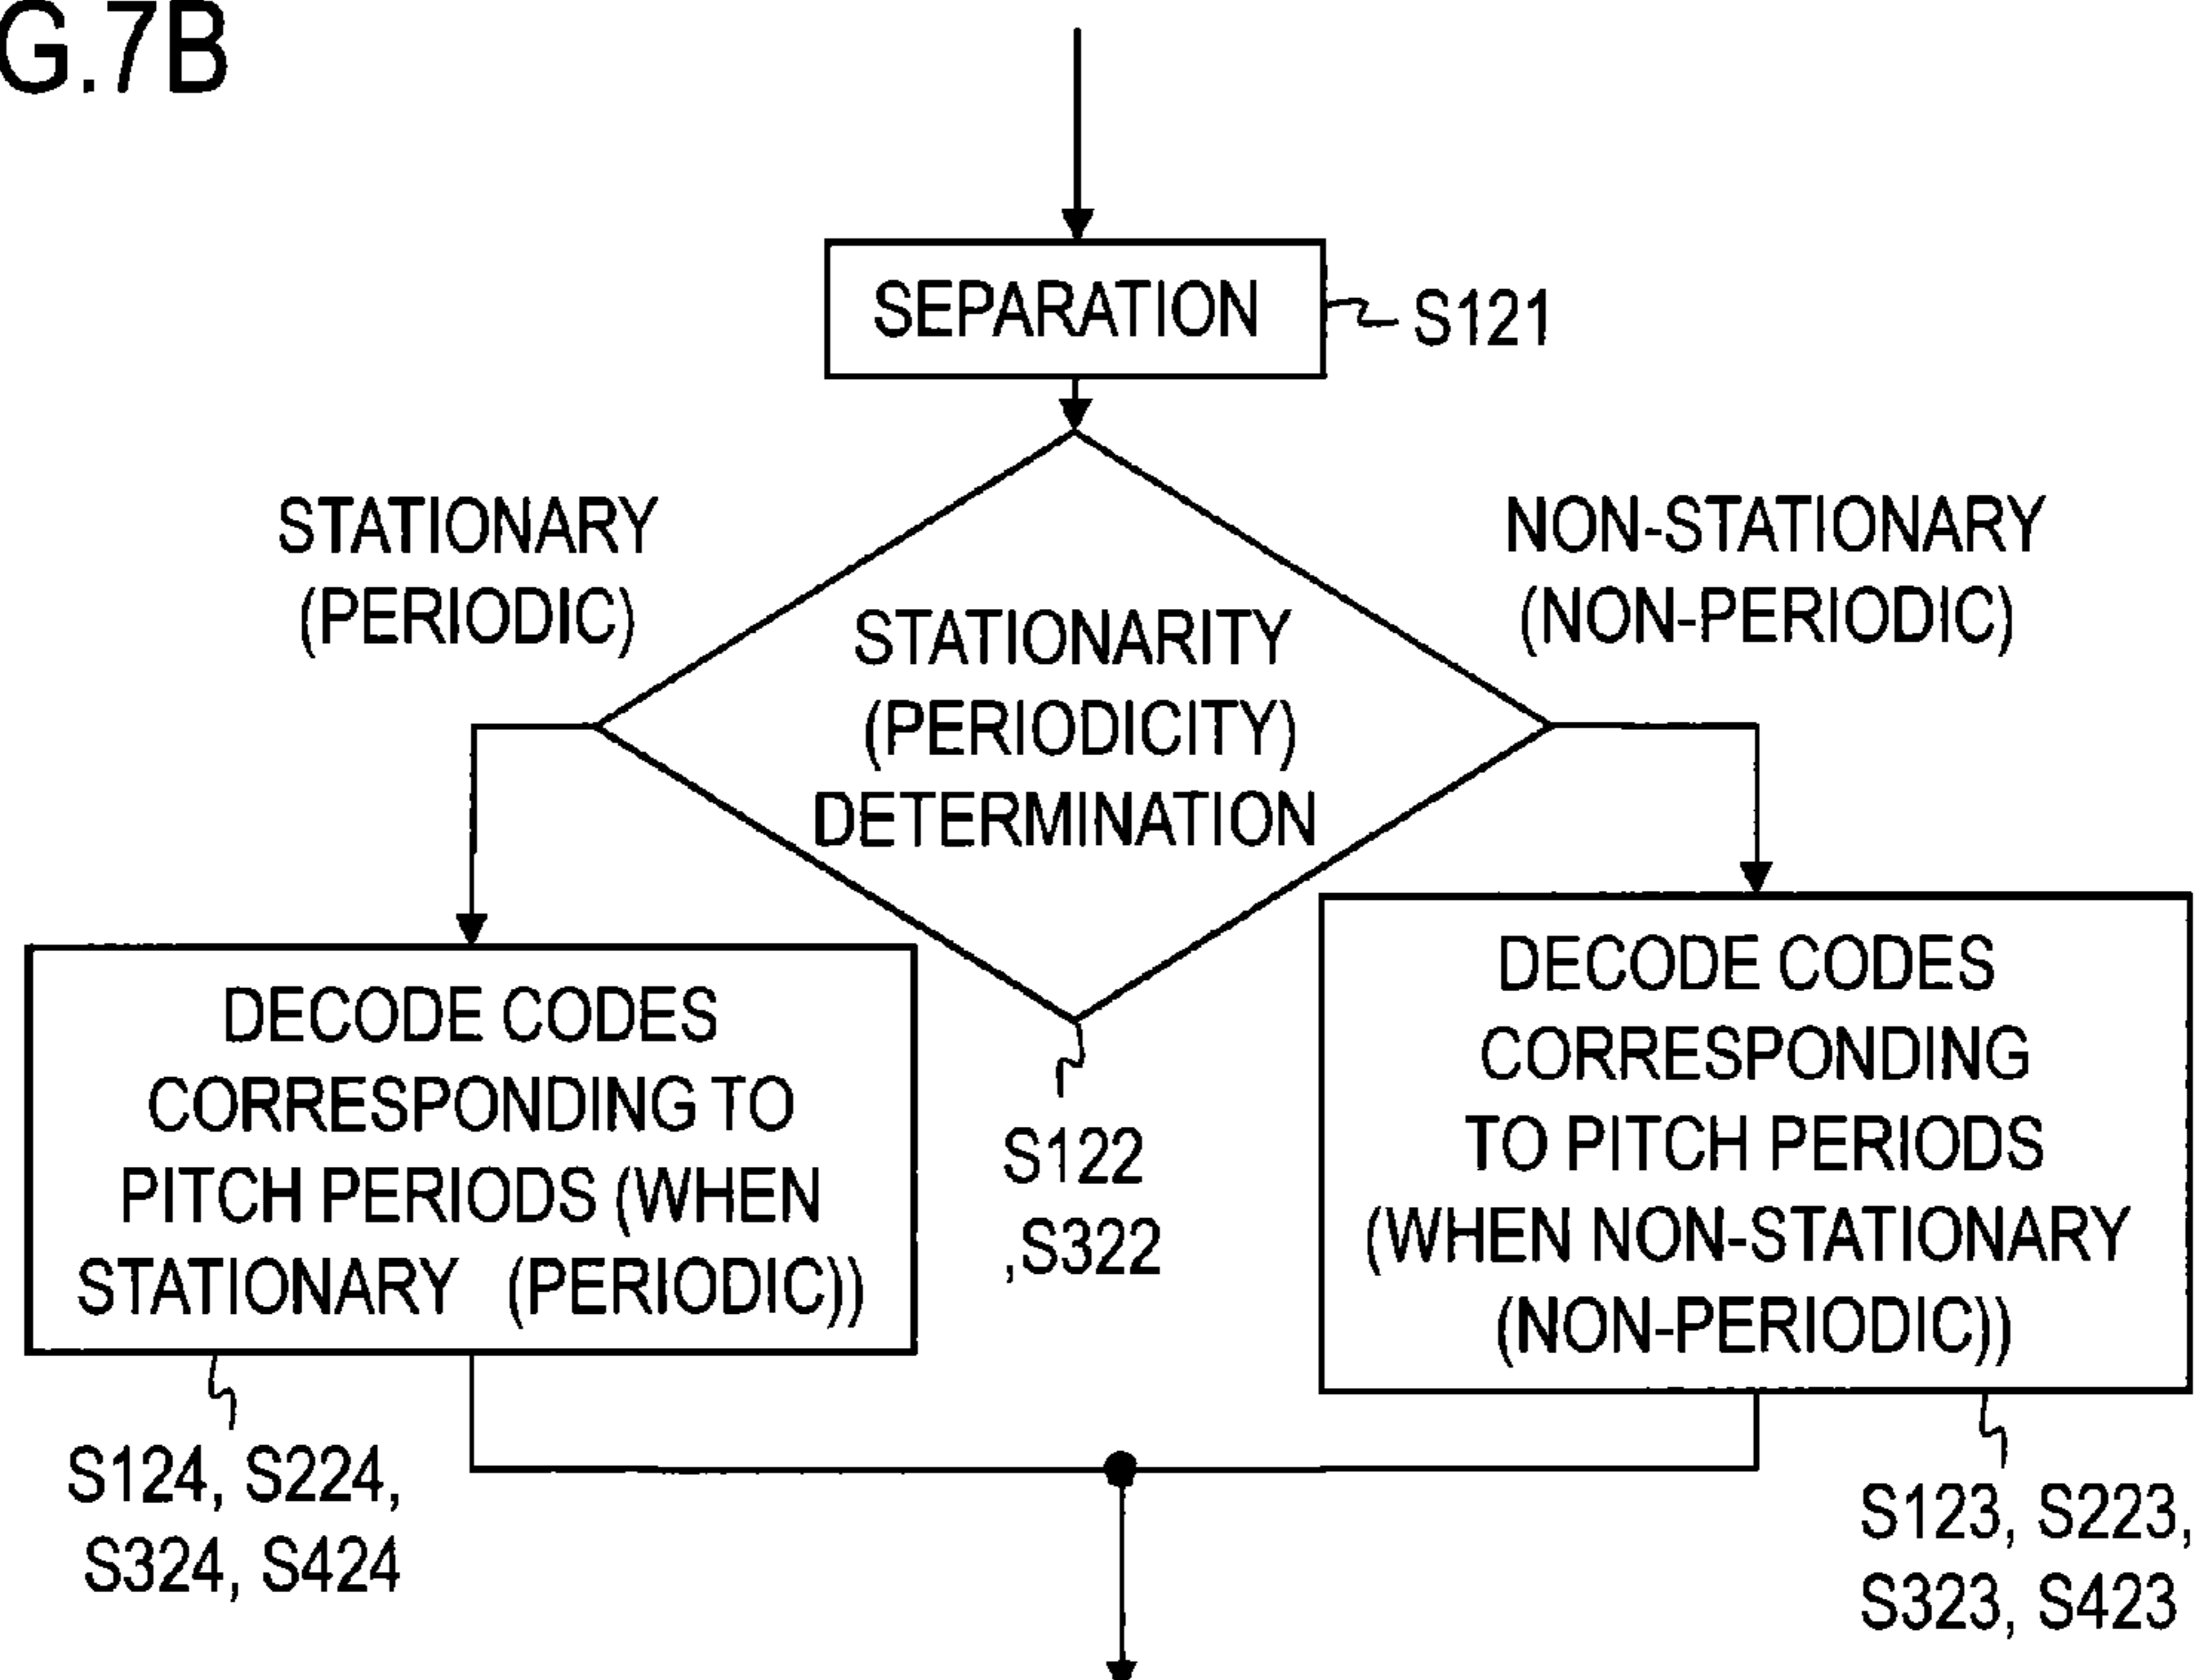 G.7B
SEPARATION
S121
STATIONARY
(PERIODIC)
NON-STATIONARY
(NON-PERIODIC)
STATIONARITY
(PERIODICITY)
DETERMINATION
DECODE CODES
CORRESPONDING TO
PITCH PERIODS (WHEN
STATIONARY (PERIODIC))
S122
,S322
DECODE CODES
CORRESPONDING
TO PITCH PERIODS
(WHEN NON-STATIONARY
(NON-PERIODIC))
S124, S224,
S324, S424
S123, S223,
S323, S423